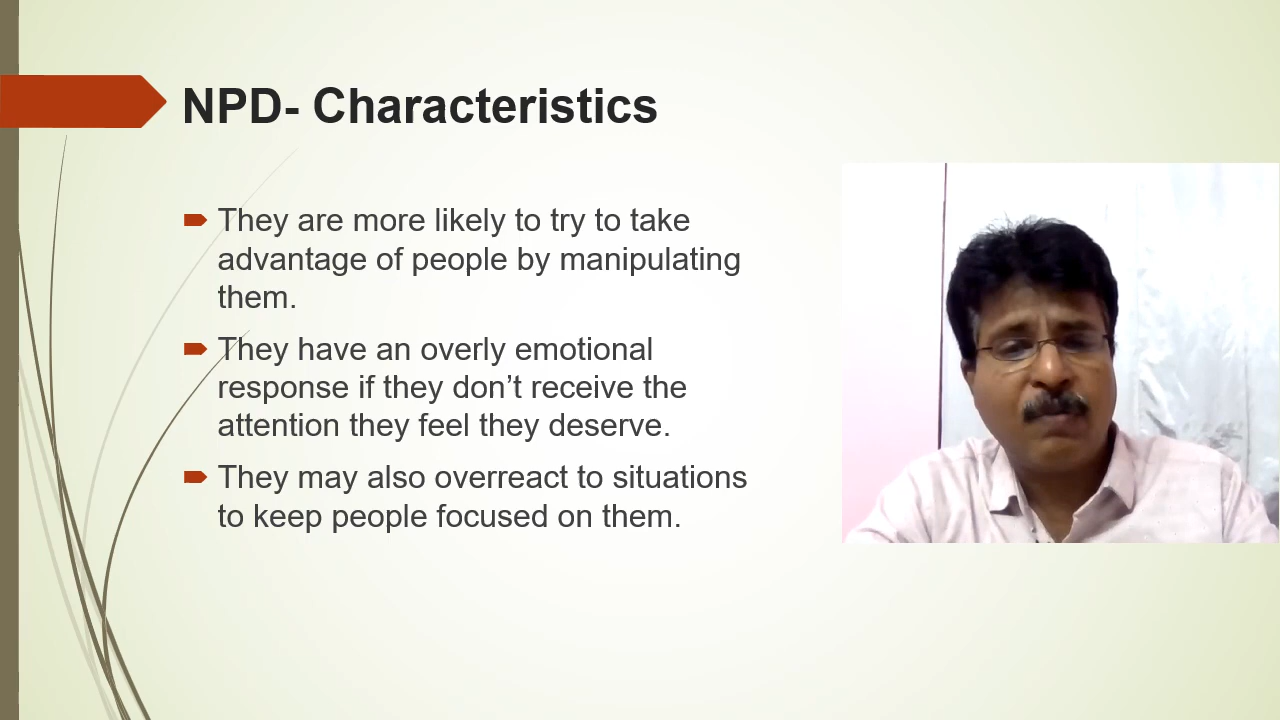 NPD- Characteristics
They are more likely to try to take
advantage of people by manipulating
them.
They have an overly emotional
response if they don’t receive the
attention they feel they deserve.
They may also overreact to situations
to keep people focused on them.